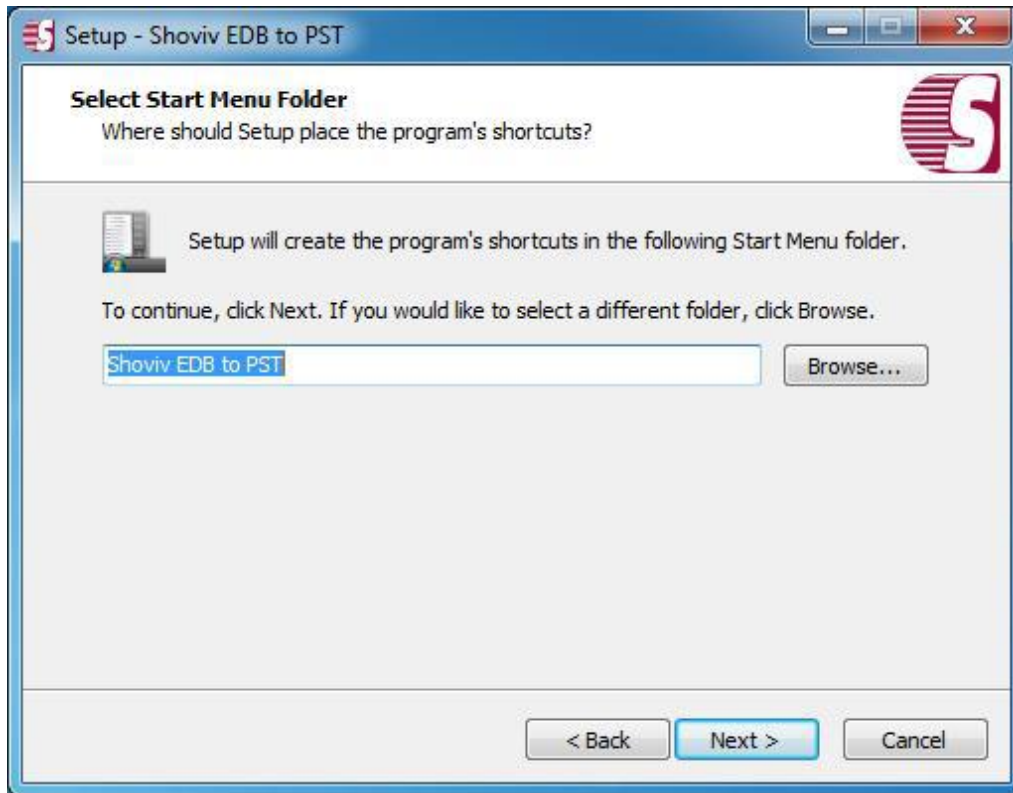 Setup - Shoviv EDB to PST
Select Start Menu Folder
Where should Setup place the program's shortcuts?
Setup will create the program's shortcuts in the following Start Menu folder.
To continue, click Next. If you would like to select a different folder, click Browse.
Shoviv EDB to PST
Browse...
< Back
Next >
Cancel